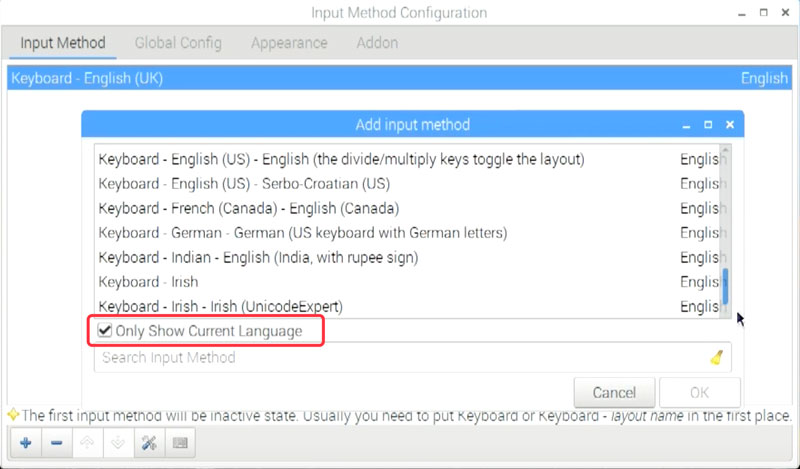 Input Method Configuration
Input Method Global Config Appearance Addon
Keyboard - English (UK) English
Add input method
Keyboard - English (US) - English (the divide/multiply keys toggle the layout) English
Keyboard - English (US) - Serbo-Croatian (US) English
Keyboard - French (Canada) - English (Canada) English
Keyboard - German - German (US keyboard with German letters) English
Keyboard - Indian - English (India, with rupee sign) English
Keyboard - Irish English
Keyboard - Irish - Irish (UnicodeExpert) English
Only Show Current Language
Search Input Method
Cancel OK
The first input method will be inactive state. Usually you need to put Keyboard or Keyboard - layout name in the first place.